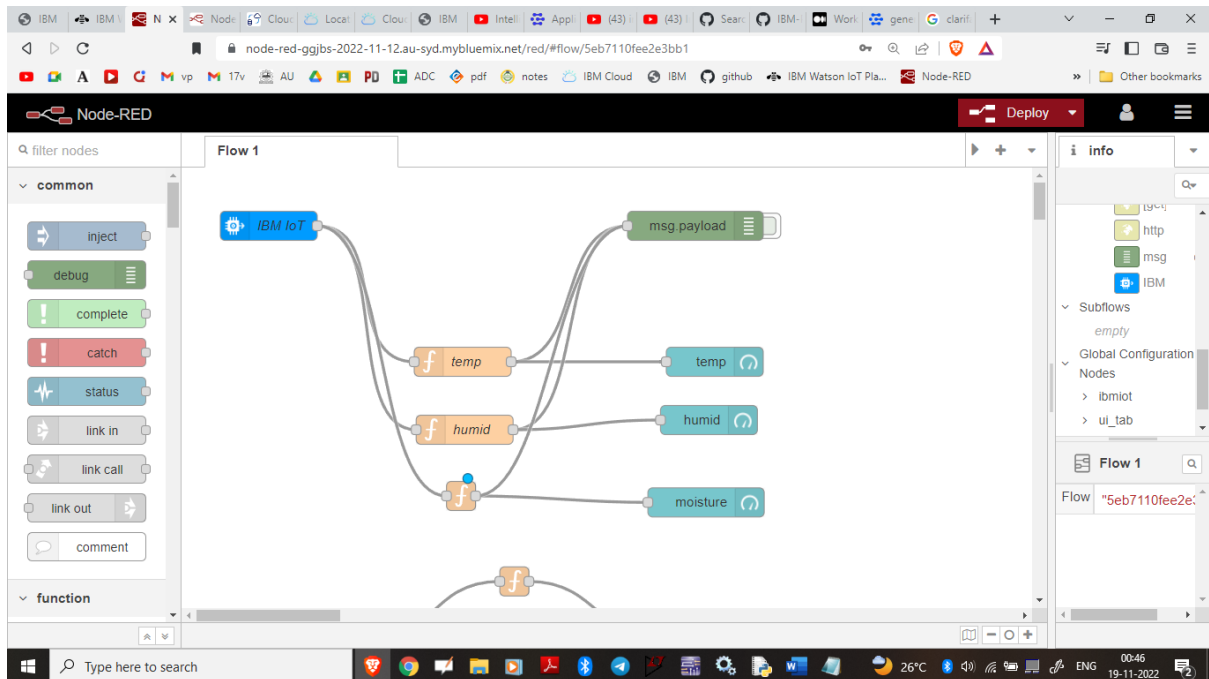 IBM
IBM W
N
Node
Clouc
Locat
Clouc
IBM
Intelli
Appli
(43)
(43)
Searc
IBM-
Work
gene
clarif
node-red-ggjbs-2022-11-12.au-syd.mybluemix.net/red/#flow/5eb7110fee2e3bb1
vp
17v
AU
PD
ADC
pdf
notes
IBM Cloud
IBM
github
IBM Watson IoT Pla...
Node-RED
»
Other bookmarks
Node-RED
Deploy
filter nodes
Flow 1
i info
common
inject
debug
complete
catch
status
link in
link call
link out
comment
function
IBM IoT
msg.payload
temp
temp
humid
humid
moisture
http
msg
IBM
Subflows
empty
Global Configuration
Nodes
ibmiot
ui_tab
Flow 1
Flow "5eb7110fee2e3
Type here to search
26°C
ENG
00:46
19-11-2022
2